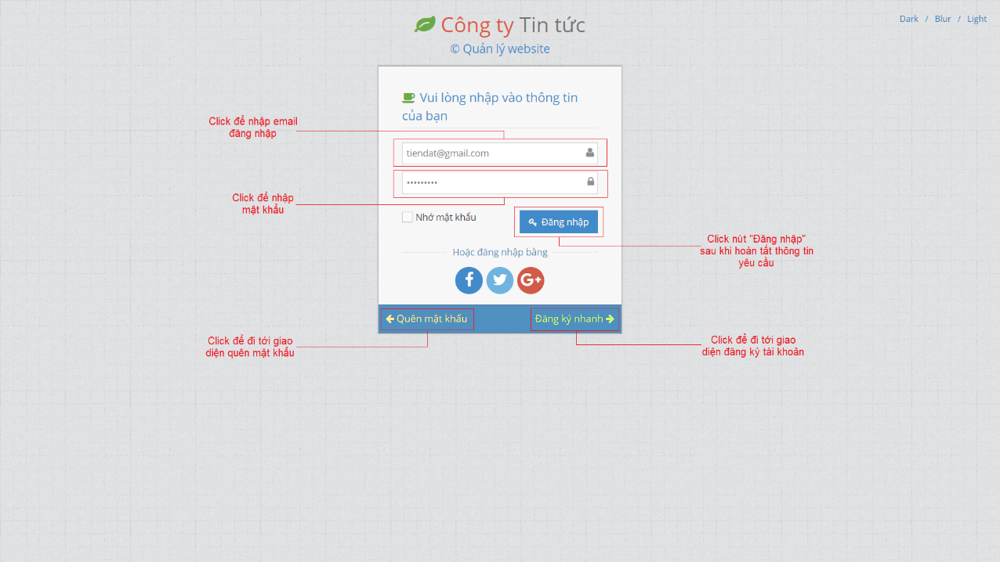 Công ty Tin tức
Dark / Blur / Light
© Quản lý website
Vui lòng nhập vào thông tin
của bạn
Click để nhập email
đăng nhập
tiendat@gmail.com
•••••••••
Click để nhập
mật khẩu
Nhớ mật khẩu
Đăng nhập
Click nút "Đăng nhập"
sau khi hoàn tất thông tin
yêu cầu
Hoặc đăng nhập bằng
f
G+
Quên mật khẩu
Đăng ký nhanh
Click để đi tới giao
diện quên mật khẩu
Click để đi tới giao
diện đăng ký tài khoản